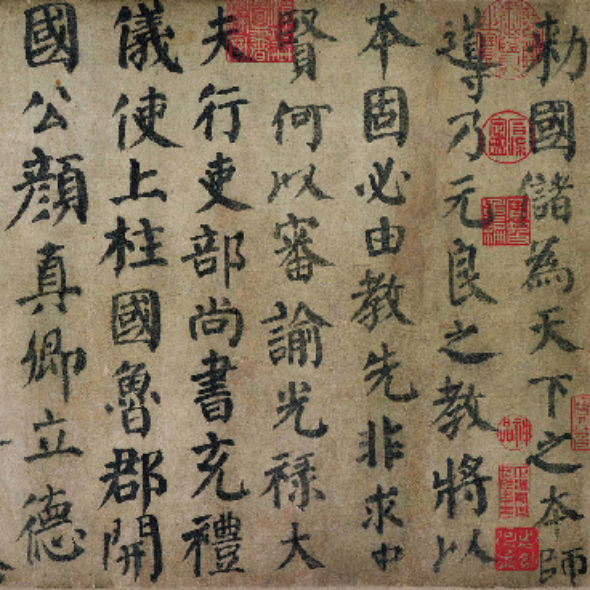 勑國儲為天下之本師
導乃元良之教將以
本固必由教先非求中
賢何以審諭光祿大
夫行吏部尚書充禮
儀使上柱國魯郡開
國公顏真卿立德